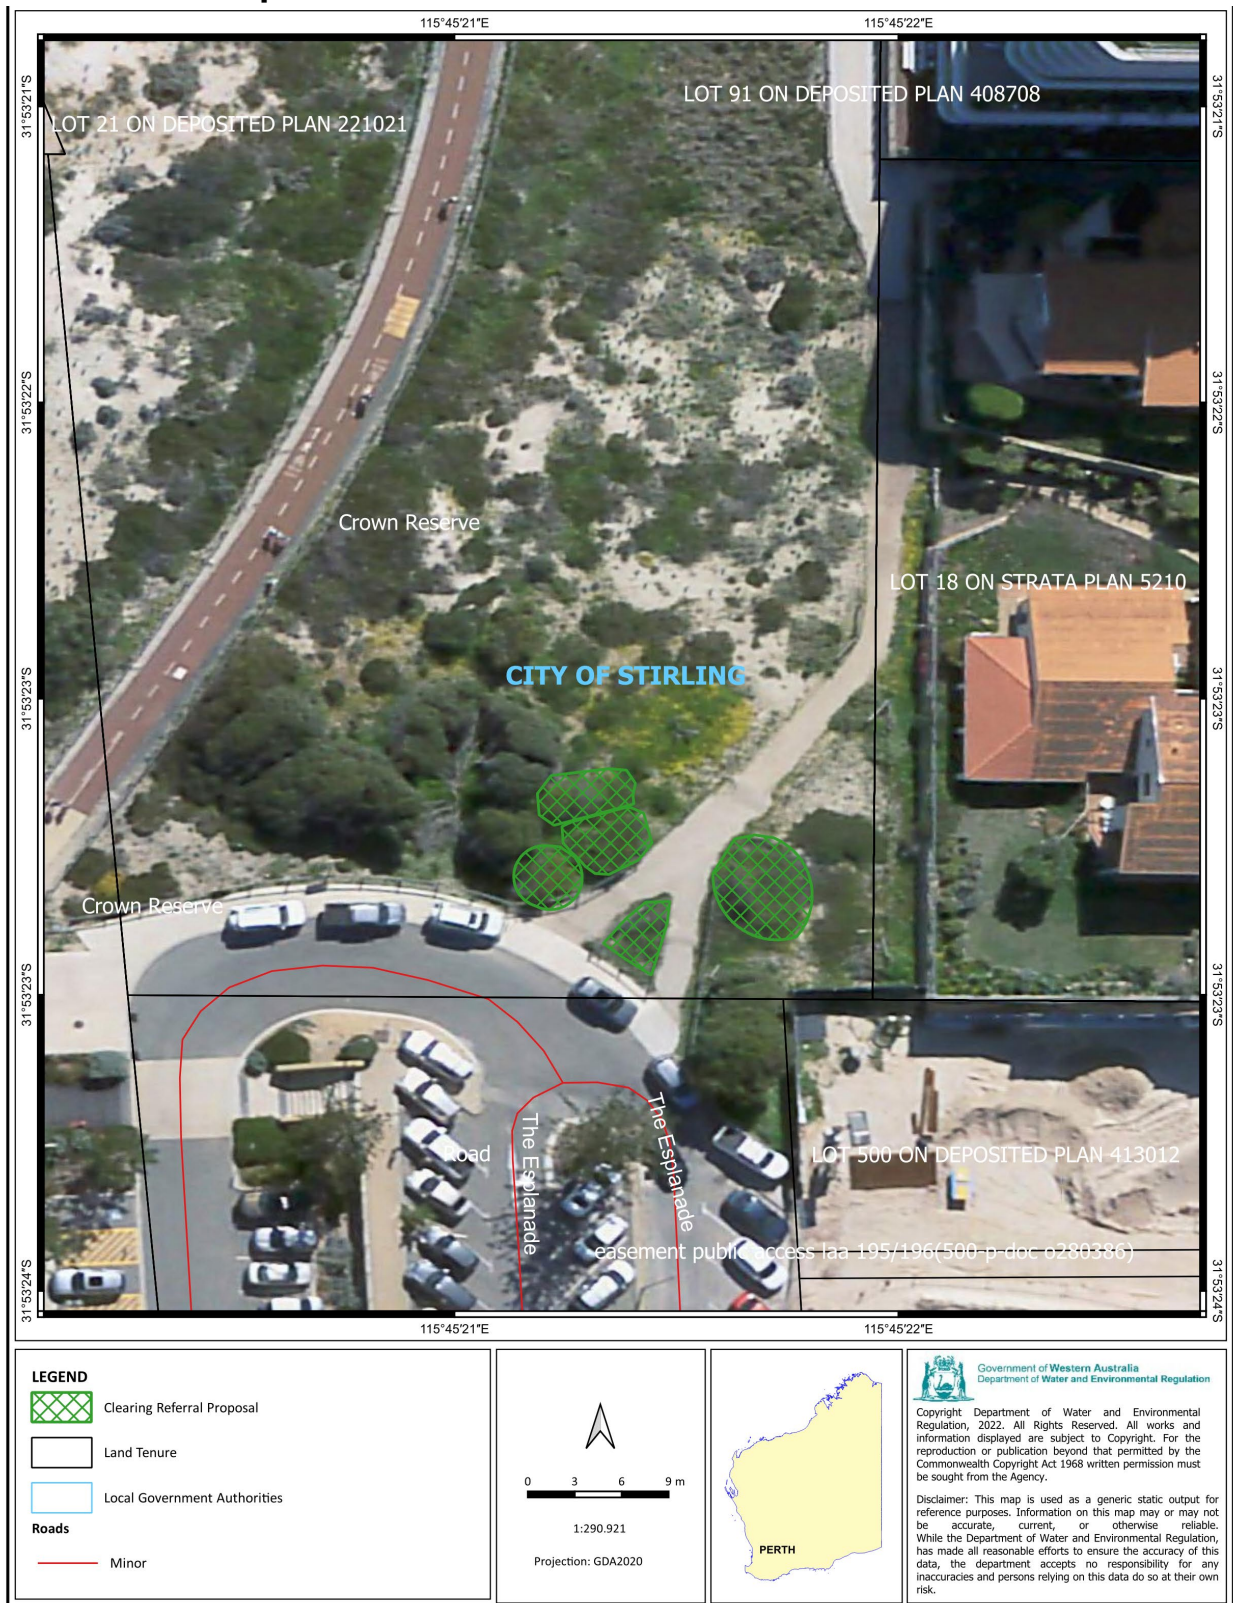 115°45'21"E
115°45'22"E
31°53'21"S
31°53'21"S
LOT 91 ON DEPOSITED PLAN 408708
LOT 21 ON DEPOSITED PLAN 221021
31°53'22"S
31°53'22"S
Crown Reserve
LOT 18 ON STRATA PLAN 5210
CITY OF STIRLING
31°53'23"S
31°53'23"S
Crown Reserve
31°53'23"S
31°53'23"S
The Esplanade
The Esplanade
Road
LOT 500 ON DEPOSITED PLAN 413012
easement public access laa 195/196(500-p-doc o280386)
31°53'24"S
31°53'24"S
115°45'21"E
115°45'22"E
LEGEND
Clearing Referral Proposal
Land Tenure
Local Government Authorities
Roads
Minor
0 3 6 9 m
1:290.921
Projection: GDA2020
PERTH
Government of Western Australia
Department of Water and Environmental Regulation
Copyright Department of Water and Environmental
Regulation, 2022. All Rights Reserved. All works and
information displayed are subject to Copyright. For the
reproduction or publication beyond that permitted by the
Commonwealth Copyright Act 1968 written permission must
be sought from the Agency.
Disclaimer: This map is used as a generic static output for
reference purposes. Information on this map may or may not
be accurate, current, or otherwise reliable.
While the Department of Water and Environmental Regulation,
has made all reasonable efforts to ensure the accuracy of this
data, the department accepts no responsibility for any
inaccuracies and persons relying on this data do so at their own
risk.